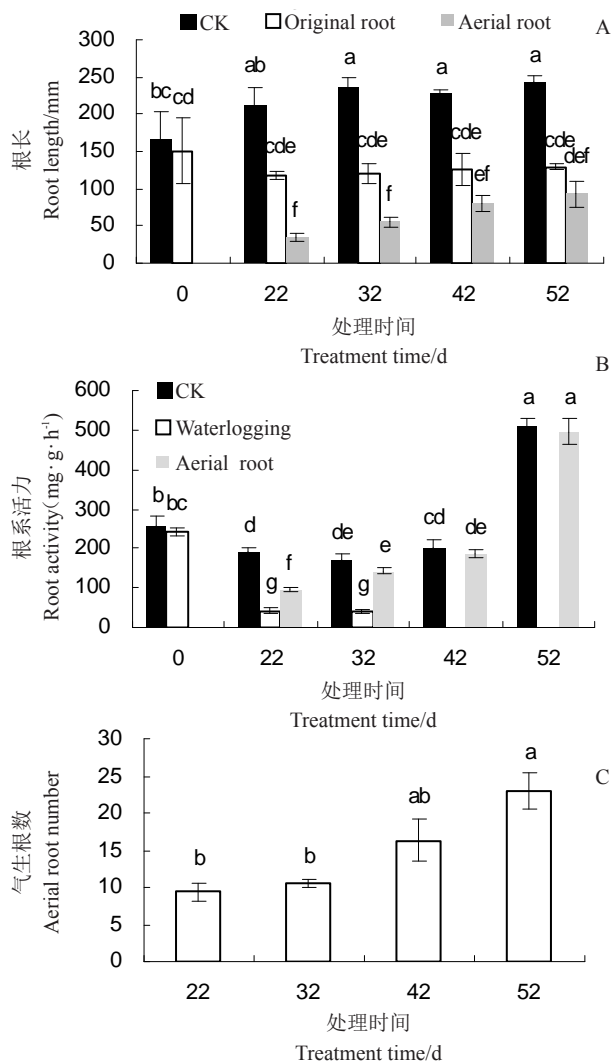 CK Original root Aerial root A
300
250
200
150
100
50
0
根长
Root length/mm
bc cd ab cde f a cde f a cde ef a cde def
0 22 32 42 52
处理时间
Treatment time/d
B
CK
Waterlogging
Aerial root
600
500
400
300
200
100
0
根系活力
Root activity(mg·g·h⁻¹)
b bc d g f de g e cd de a a
0 22 32 42 52
处理时间
Treatment time/d
C
30
25
20
15
10
5
0
气生根数
Aerial root number
b b ab a
22 32 42 52
处理时间
Treatment time/d